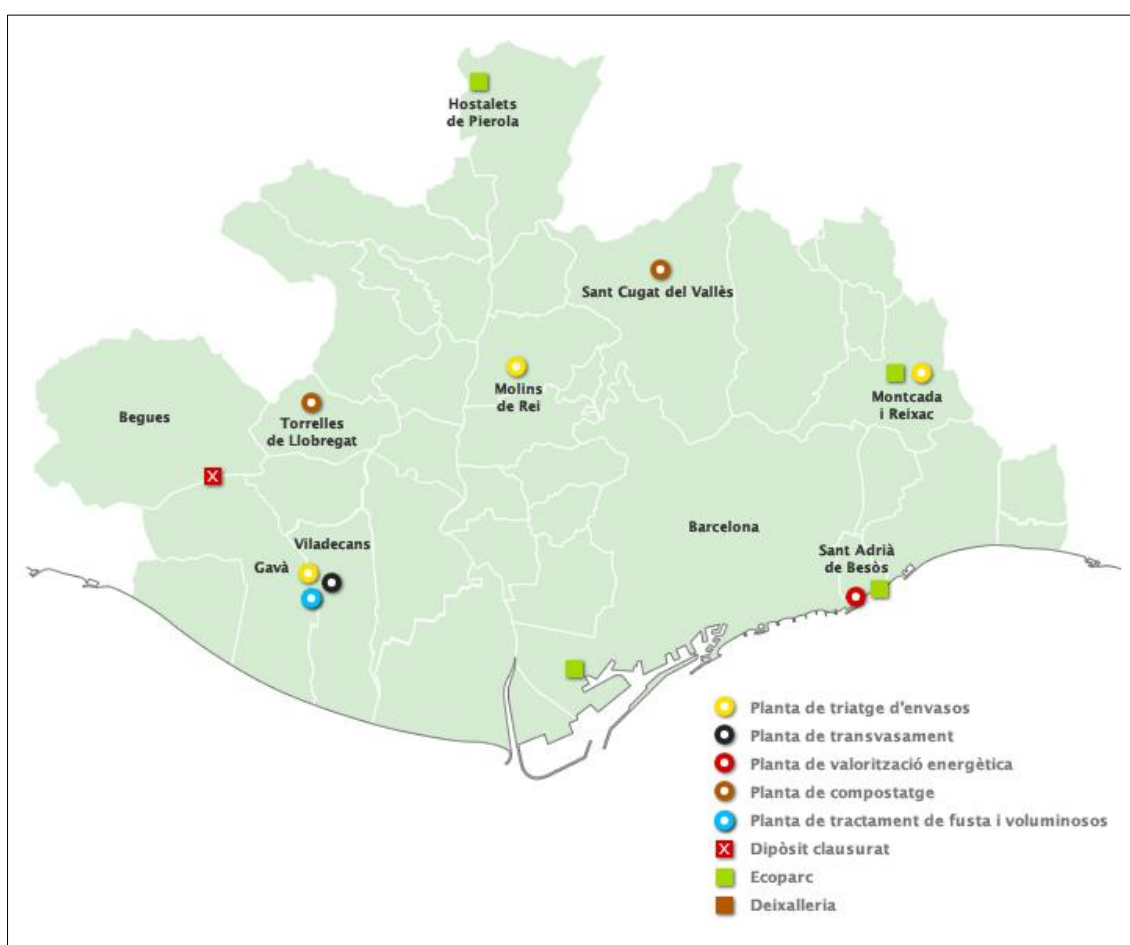 Hostalets
de Pierola
Sant Cugat del Vallès
Molins
de Rei
Montcada
i Reixac
Begues
Torrelles
de Llobregat
Barcelona
Viladecans
Gavà
Sant Adrià
de Besòs
Planta de triatge d'envasos
Planta de transvasament
Planta de valorització energètica
Planta de compostatge
Planta de tractament de fusta i voluminosos
Dipòsit clausurat
Ecoparc
Deixalleria